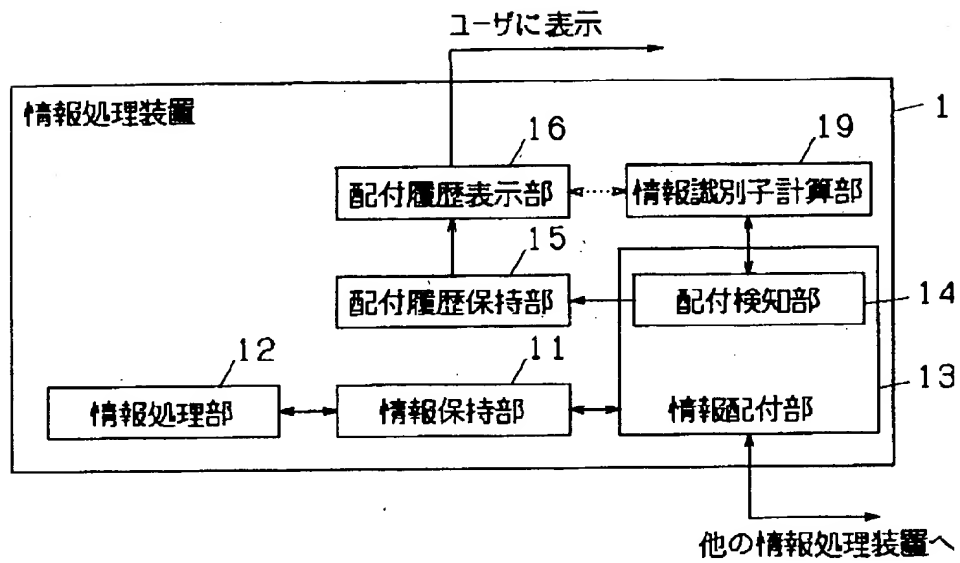 ユーザに表示
情報処理装置
1
16
19
配付履歴表示部
情報識別子計算部
15
配付履歴保持部
配付検知部
14
12
11
13
情報処理部
情報保持部
情報配付部
他の情報処理装置へ